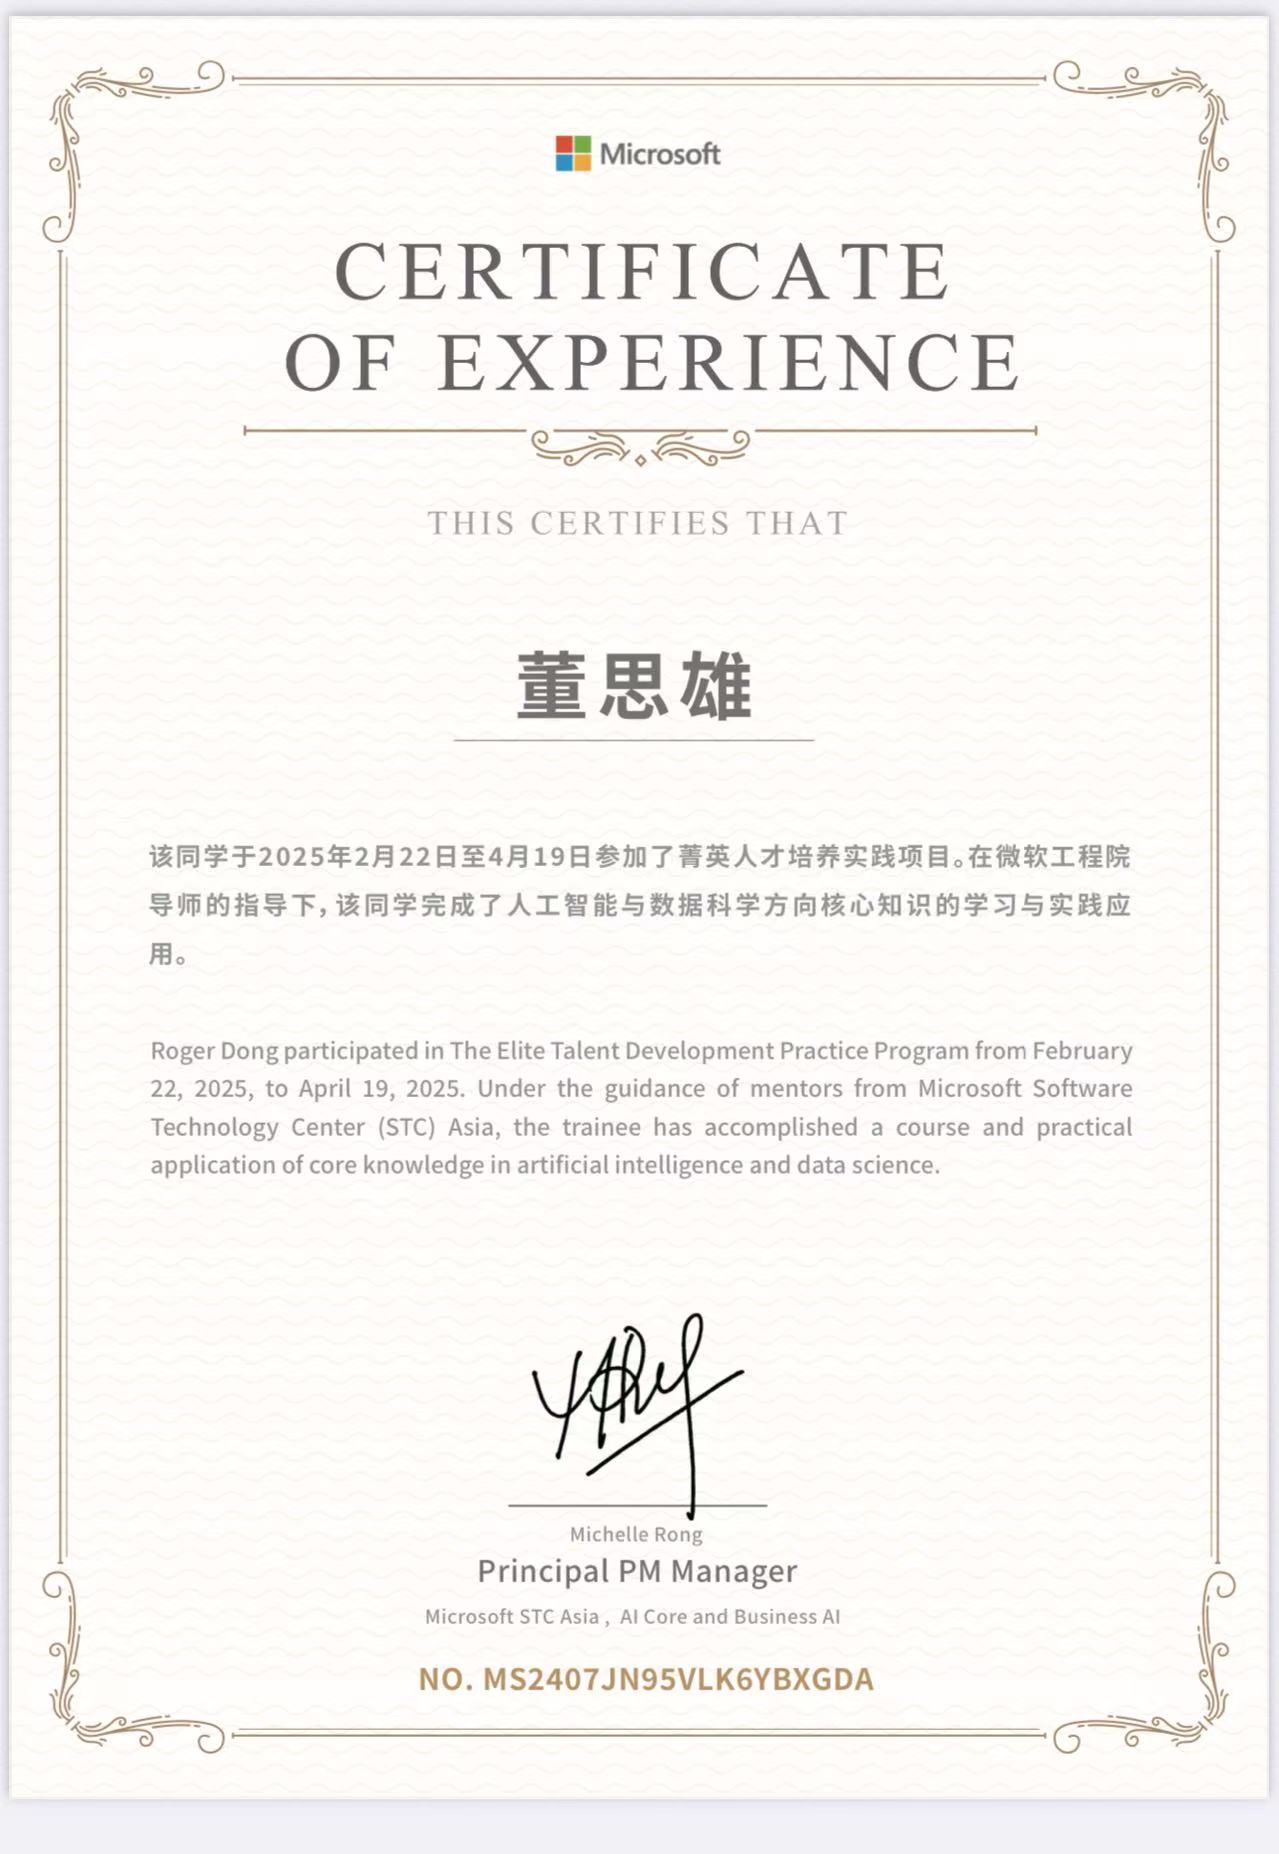 Microsoft
CERTIFICATE
OF EXPERIENCE
THIS CERTIFIES THAT
董思雄
该同学于2025年2月22日至4月19日参加了菁英人才培养实践项目。在微软工程院
导师的指导下，该同学完成了人工智能与数据科学方向核心知识的学习与实践应
用。
Roger Dong participated in The Elite Talent Development Practice Program from February
22, 2025, to April 19, 2025. Under the guidance of mentors from Microsoft Software
Technology Center (STC) Asia, the trainee has accomplished a course and practical
application of core knowledge in artificial intelligence and data science.
Michelle Rong
Principal PM Manager
Microsoft STC Asia , AI Core and Business AI
NO. MS2407JN95VLK6YBXGDA